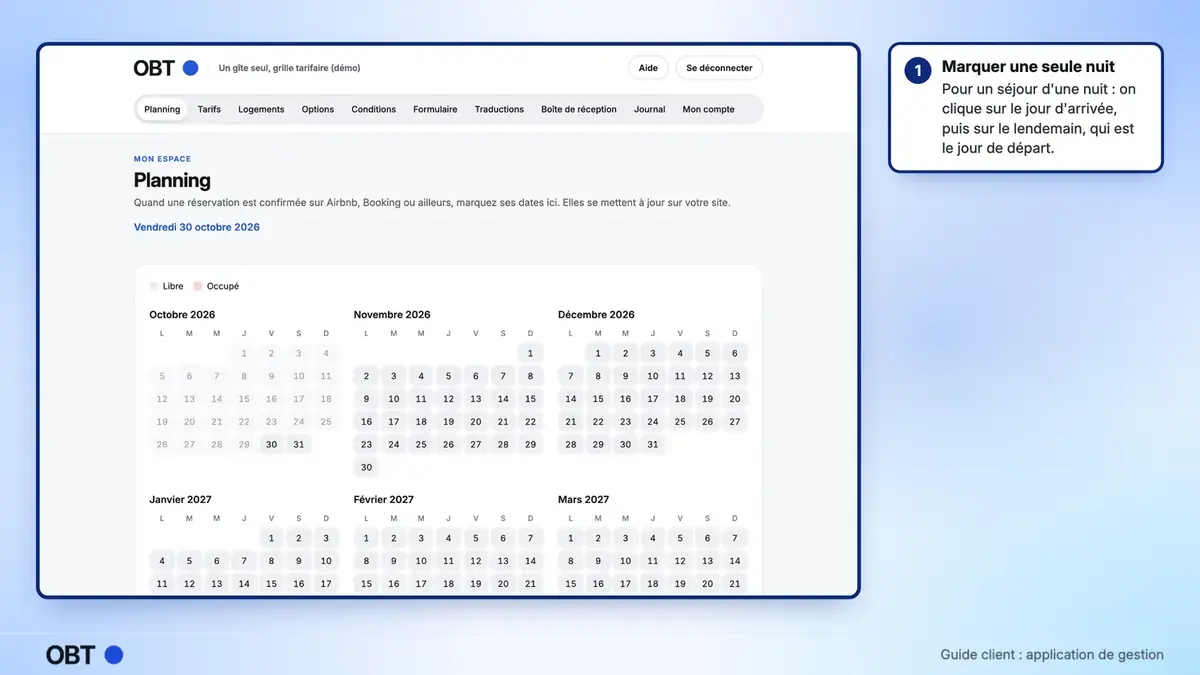 OBT
Un gîte seul, grille tarifaire (démo)
Aide
Se déconnecter
Planning
Tarifs
Logements
Options
Conditions
Formulaire
Traductions
Boîte de réception
Journal
Mon compte
MON ESPACE
Planning
Quand une réservation est confirmée sur Airbnb, Booking ou ailleurs, marquez ses dates ici. Elles se mettent à jour sur votre site.
Vendredi 30 octobre 2026
Libre
Occupé
Octobre 2026
L M M J V S D
1 2 3 4
5 6 7 8 9 10 11
12 13 14 15 16 17 18
19 20 21 22 23 24 25
26 27 28 29 30 31
Novembre 2026
L M M J V S D
1
2 3 4 5 6 7 8
9 10 11 12 13 14 15
16 17 18 19 20 21 22
23 24 25 26 27 28 29
30
Décembre 2026
L M M J V S D
1 2 3 4 5 6
7 8 9 10 11 12 13
14 15 16 17 18 19 20
21 22 23 24 25 26 27
28 29 30 31
Janvier 2027
L M M J V S D
1 2 3
4 5 6 7 8 9 10
11 12 13 14 15 16 17
Février 2027
L M M J V S D
1 2 3 4 5 6 7
8 9 10 11 12 13 14
15 16 17 18 19 20 21
Mars 2027
L M M J V S D
1 2 3 4 5 6 7
8 9 10 11 12 13 14
15 16 17 18 19 20 21
1
Marquer une seule nuit
Pour un séjour d'une nuit : on
clique sur le jour d'arrivée,
puis sur le lendemain, qui est
le jour de départ.
OBT
Guide client : application de gestion